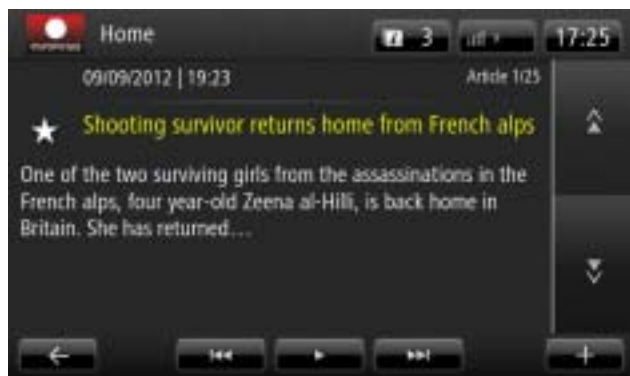 Home
3
17:25
09/09/2012 | 19:23
Article 1/25
Shooting survivor returns home from French alps
One of the two surviving girls from the assassinations in the
French alps, four year-old Zeena al-Hilli, is back home in
Britain. She has returned…